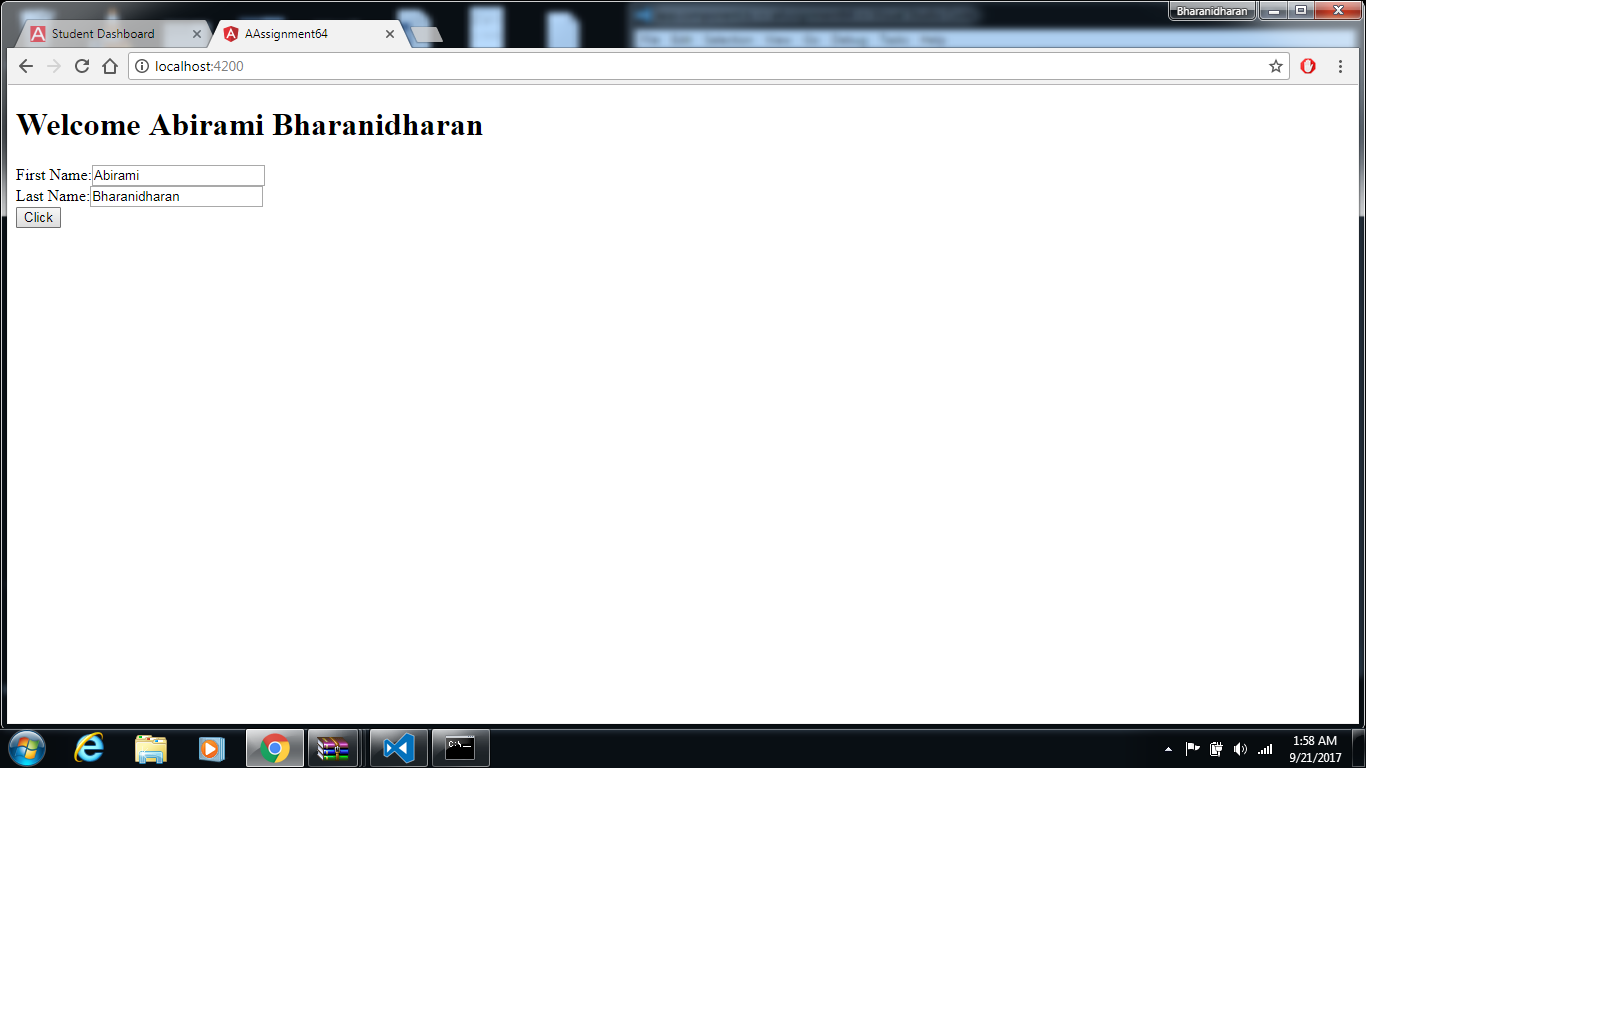 Bharanidharan
Student Dashboard
AAssignment64
localhost:4200
Welcome Abirami Bharanidharan
First Name:Abirami
Last Name:Bharanidharan
Click
C:\
1:58 AM
9/21/2017